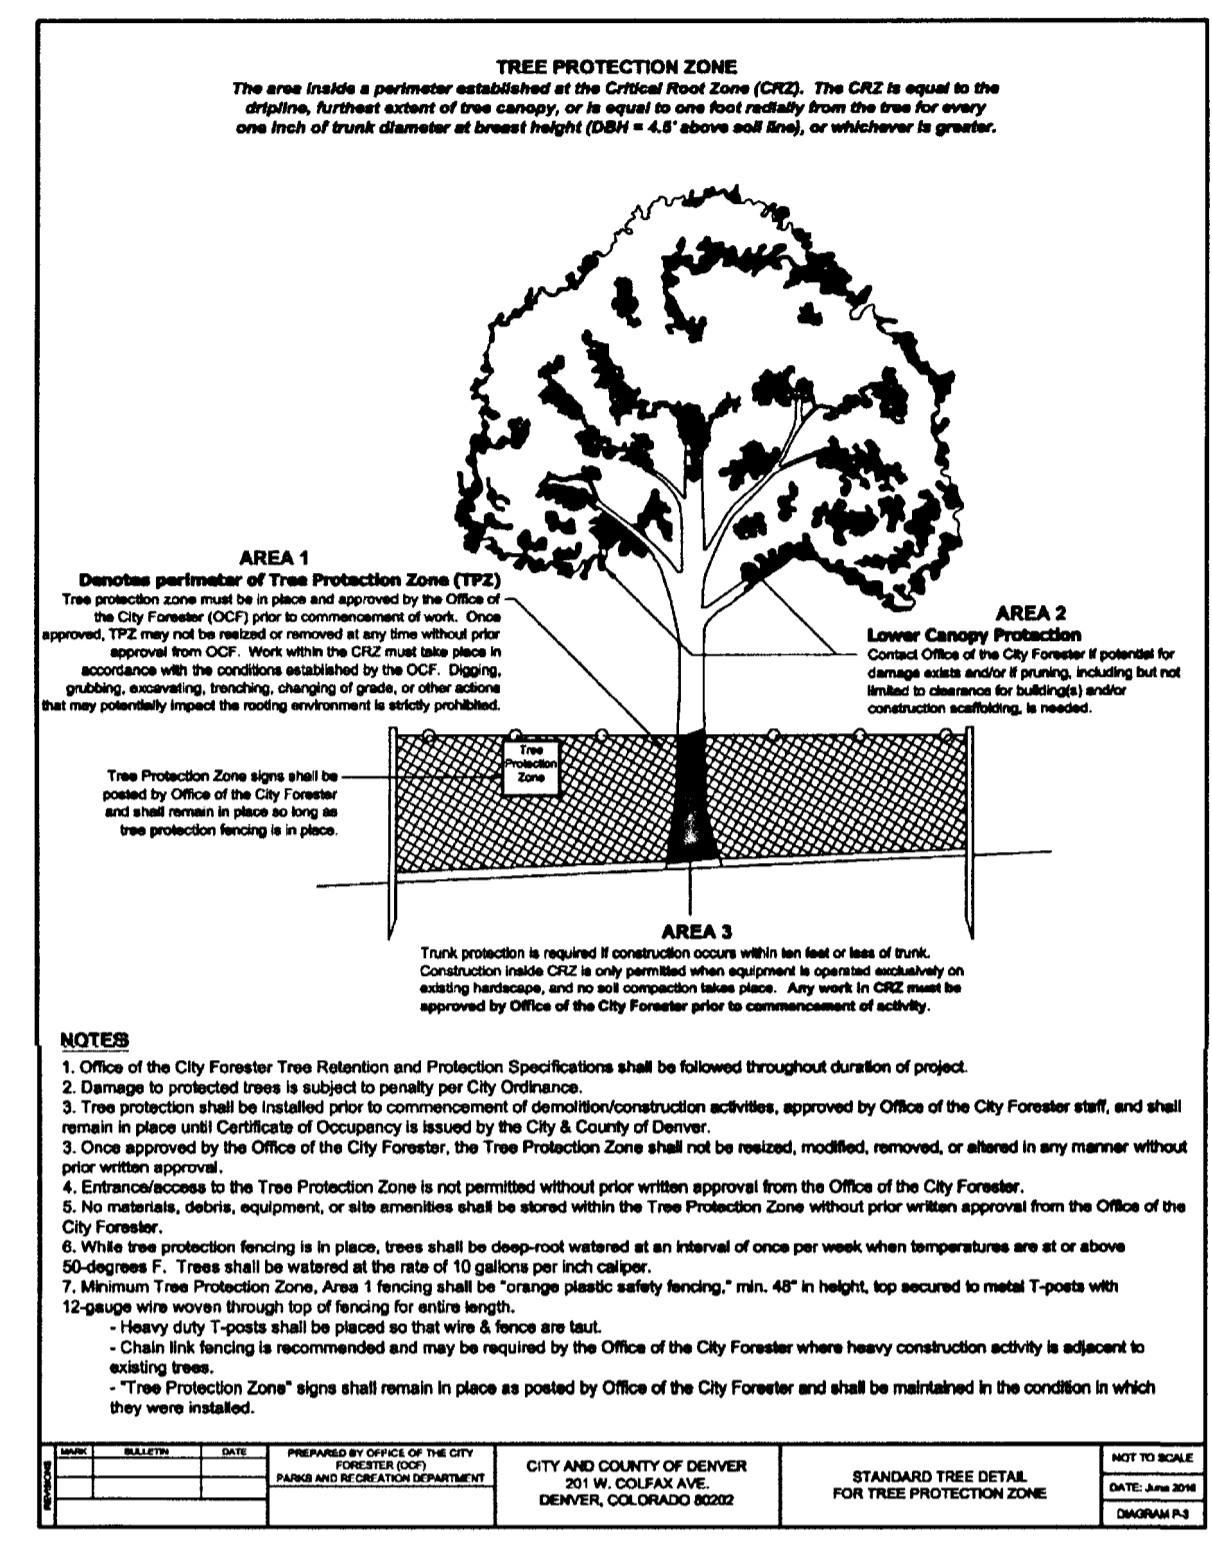 TREE PROTECTION ZONE
The area inside a perimeter established at the Critical Root Zone (CRZ). The CRZ is equal to the
dripline, furthest extent of tree canopy, or is equal to one foot radially from the tree for every
one inch of trunk diameter at breast height (DBH = 4.5' above soil line), or whichever is greater.
AREA 1
Denotes perimeter of Tree Protection Zone (TPZ)
Tree protection zone must be in place and approved by the Office of
the City Forester (OCF) prior to commencement of work. Once
approved, TPZ may not be resized or removed at any time without prior
approval from OCF. Work within the CRZ must take place in
accordance with the conditions established by the OCF. Digging,
grubbing, excavating, trenching, changing of grade, or other actions
that may potentially impact the rooting environment is strictly prohibited.
AREA 2
Lower Canopy Protection
Contact Office of the City Forester if potential for
damage exists and/or if pruning, including but not
limited to clearance for building(s) and/or
construction scaffolding, is needed.
Tree
Protection
Zone
Tree Protection Zone signs shall be
posted by Office of the City Forester
and shall remain in place so long as
tree protection fencing is in place.
AREA 3
Trunk protection is required if construction occurs within ten feet or less of trunk.
Construction inside CRZ is only permitted when equipment is operated exclusively on
existing hardscape, and no soil compaction takes place. Any work in CRZ must be
approved by Office of the City Forester prior to commencement of activity.
NOTES
1. Office of the City Forester Tree Retention and Protection Specifications shall be followed throughout duration of project.
2. Damage to protected trees is subject to penalty per City Ordinance.
3. Tree protection shall be installed prior to commencement of demolition/construction activities, approved by Office of the City Forester staff, and shall
remain in place until Certificate of Occupancy is issued by the City & County of Denver.
3. Once approved by the Office of the City Forester, the Tree Protection Zone shall not be resized, modified, removed, or altered in any manner without
prior written approval.
4. Entrance/access to the Tree Protection Zone is not permitted without prior written approval from the Office of the City Forester.
5. No materials, debris, equipment, or site amenities shall be stored within the Tree Protection Zone without prior written approval from the Office of the
City Forester.
6. While tree protection fencing is in place, trees shall be deep-root watered at an interval of once per week when temperatures are at or above
50-degrees F. Trees shall be watered at the rate of 10 gallons per inch caliper.
7. Minimum Tree Protection Zone, Area 1 fencing shall be "orange plastic safety fencing," min. 48" in height, top secured to metal T-posts with
12-gauge wire woven through top of fencing for entire length.
- Heavy duty T-posts shall be placed so that wire & fence are taut.
- Chain link fencing is recommended and may be required by the Office of the City Forester where heavy construction activity is adjacent to
existing trees.
- "Tree Protection Zone" signs shall remain in place as posted by Office of the City Forester and shall be maintained in the condition in which
they were installed.
REVISIONS
MARK BULLETIN DATE
PREPARED BY OFFICE OF THE CITY
FORESTER (OCF)
PARKS AND RECREATION DEPARTMENT
CITY AND COUNTY OF DENVER
201 W. COLFAX AVE.
DENVER, COLORADO 80202
STANDARD TREE DETAIL
FOR TREE PROTECTION ZONE
NOT TO SCALE
DATE: June 2016
DIAGRAM P-3